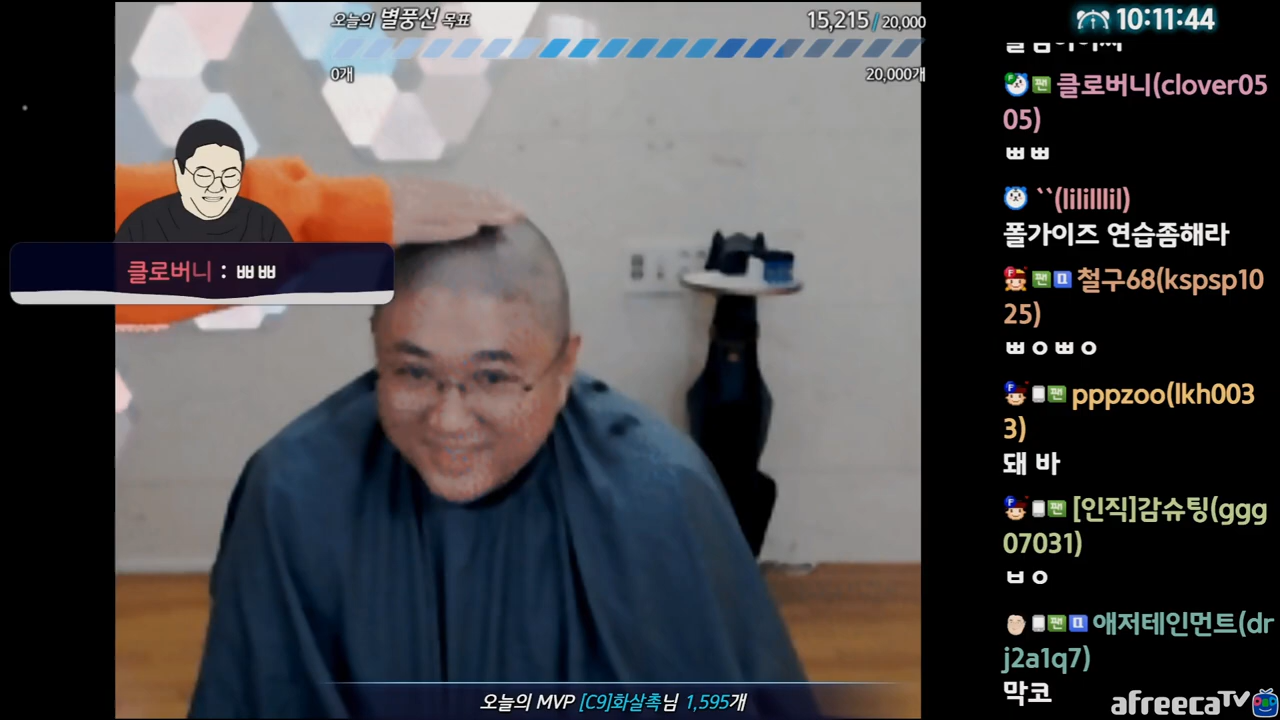 오늘의 별풍선 목표
15,215 / 20,000
0개
20,000개
클로버니 : ㅃㅃ
오늘의 MVP [C9]화살촉님 1,595개
10:11:44
클로버니(clover05
05)
ㅃㅃ
``(lililllil)
폴가이즈 연습좀해라
철구68(kspsp10
25)
ㅃㅇㅃㅇ
pppzoo(lkh003
3)
돼 바
[인직]감슈팅(ggg
07031)
ㅂㅇ
애저테인먼트(dr
j2a1q7)
막코
afreecaTV